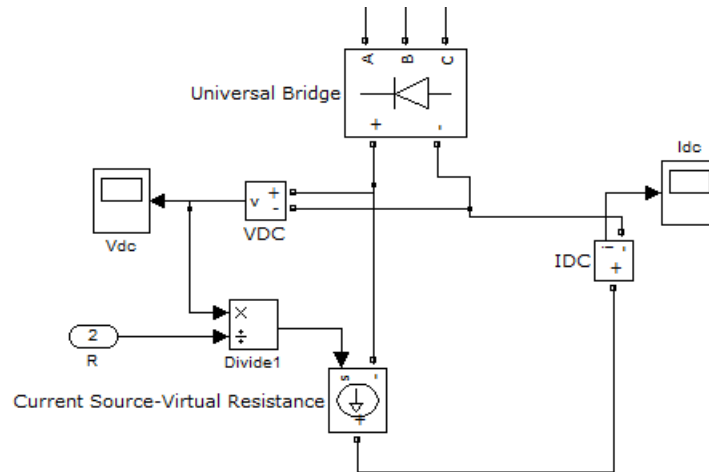 A B C
Universal Bridge
+ -
Idc
v + -
Vdc
VDC
i -
+
IDC
×
÷
2
R
Divide1
s -
+
Current Source-Virtual Resistance